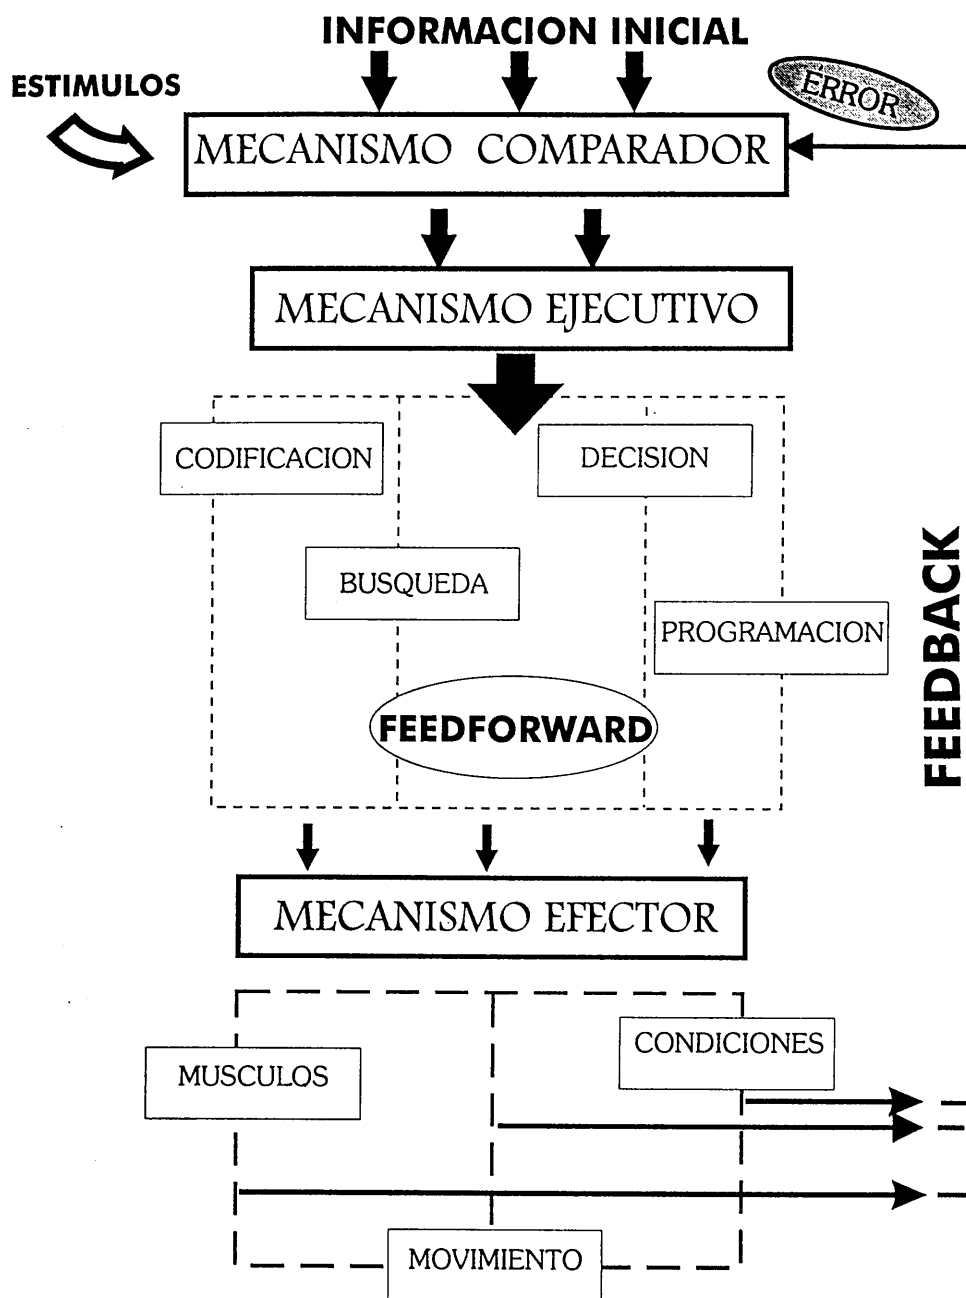 INFORMACION INICIAL
ESTIMULOS
ERROR
MECANISMO COMPARADOR
MECANISMO EJECUTIVO
CODIFICACION
DECISION
BUSQUEDA
PROGRAMACION
FEEDFORWARD
FEEDBACK
MECANISMO EFECTOR
CONDICIONES
MUSCULOS
MOVIMIENTO